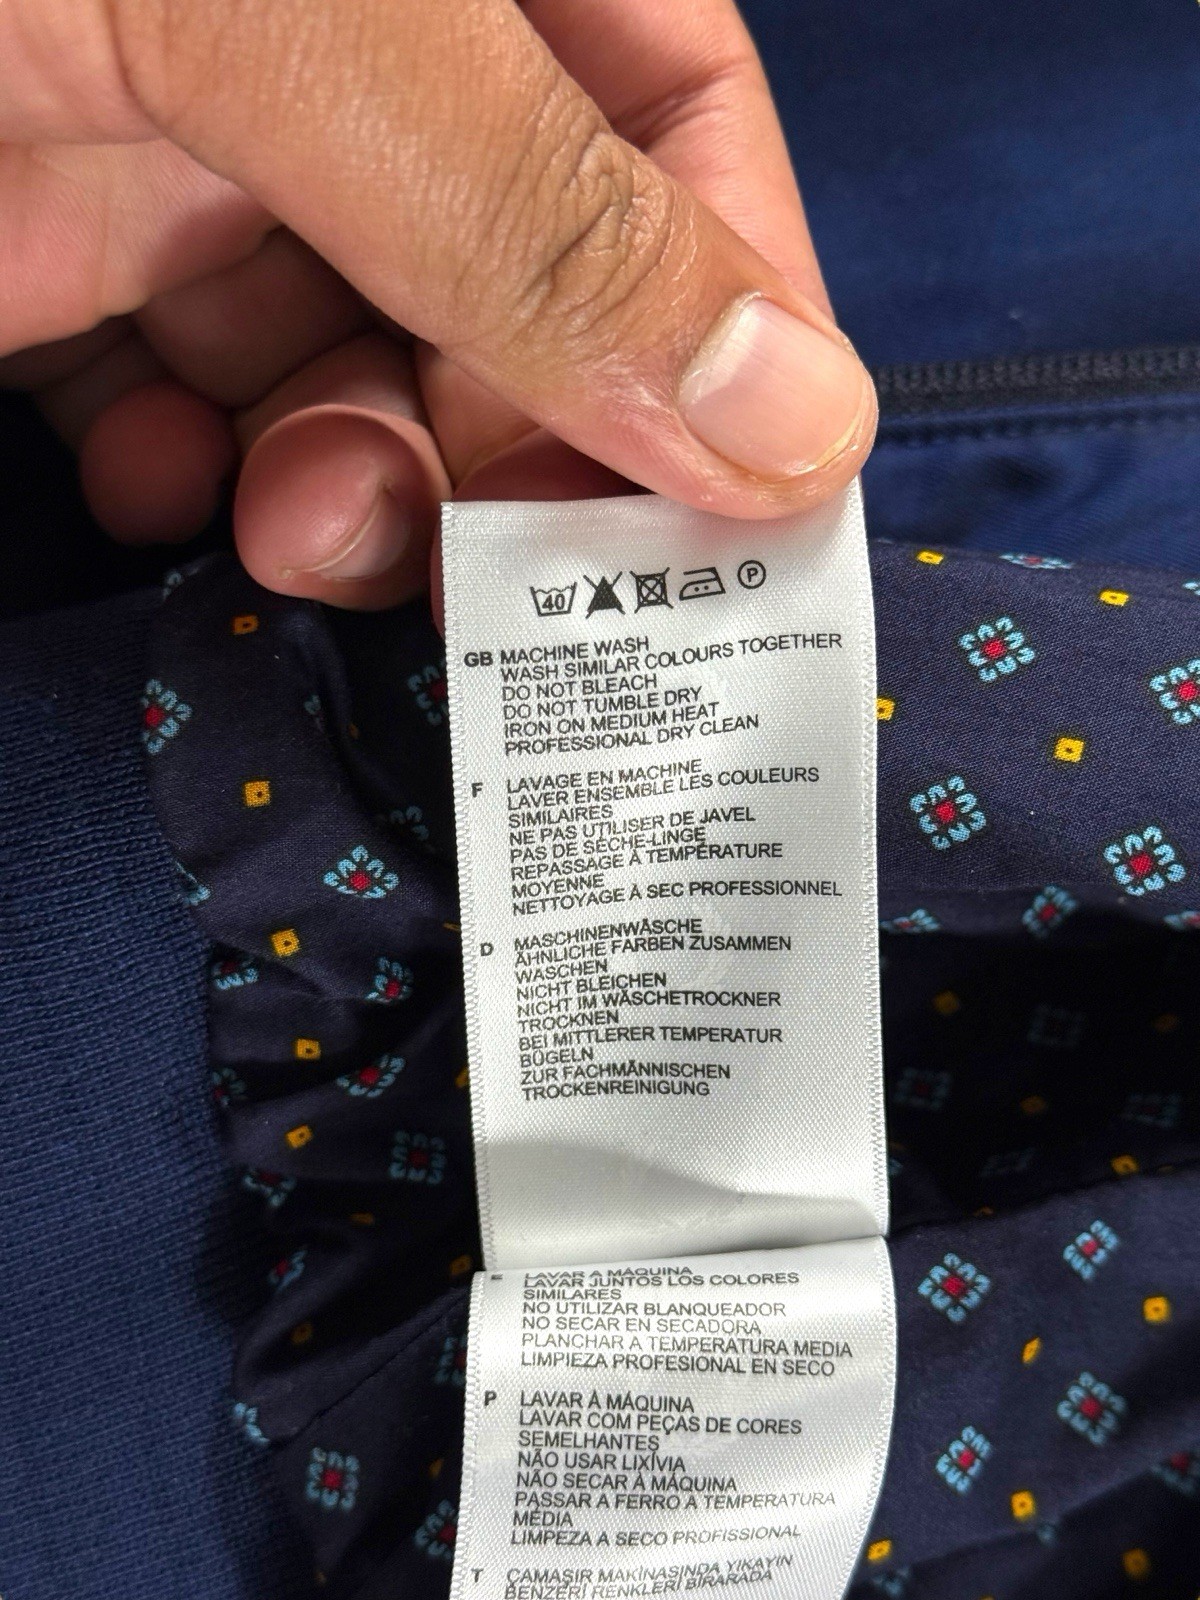 40 P
GB MACHINE WASH
WASH SIMILAR COLOURS TOGETHER
DO NOT BLEACH
DO NOT TUMBLE DRY
IRON ON MEDIUM HEAT
PROFESSIONAL DRY CLEAN
F LAVAGE EN MACHINE
LAVER ENSEMBLE LES COULEURS
SIMILAIRES
NE PAS UTILISER DE JAVEL
PAS DE SÈCHE-LINGE
REPASSAGE À TEMPÉRATURE
MOYENNE
NETTOYAGE À SEC PROFESSIONNEL
D MASCHINENWÄSCHE
ÄHNLICHE FARBEN ZUSAMMEN
WASCHEN
NICHT BLEICHEN
NICHT IM WÄSCHETROCKNER
TROCKNEN
BEI MITTLERER TEMPERATUR
BÜGELN
ZUR FACHMÄNNISCHEN
TROCKENREINIGUNG
E LAVAR A MÁQUINA
LAVAR JUNTOS LOS COLORES
SIMILARES
NO UTILIZAR BLANQUEADOR
NO SECAR EN SECADORA
PLANCHAR A TEMPERATURA MEDIA
LIMPIEZA PROFESIONAL EN SECO
P LAVAR À MÁQUINA
LAVAR COM PEÇAS DE CORES
SEMELHANTES
NÃO USAR LIXÍVIA
NÃO SECAR À MÁQUINA
PASSAR A FERRO A TEMPERATURA
MÉDIA
LIMPEZA A SECO PROFISSIONAL
T ÇAMAŞIR MAKİNASINDA YIKAYIN
BENZERİ RENKLERİ BİRARADA